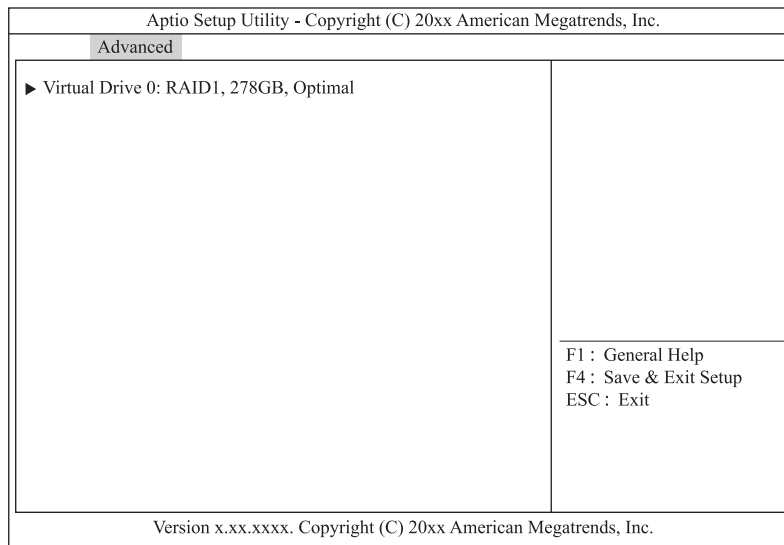 Aptio Setup Utility - Copyright (C) 20xx American Megatrends, Inc.
Advanced
▶ Virtual Drive 0: RAID1, 278GB, Optimal
F1 : General Help
F4 : Save & Exit Setup
ESC : Exit
Version x.xx.xxxx. Copyright (C) 20xx American Megatrends, Inc.